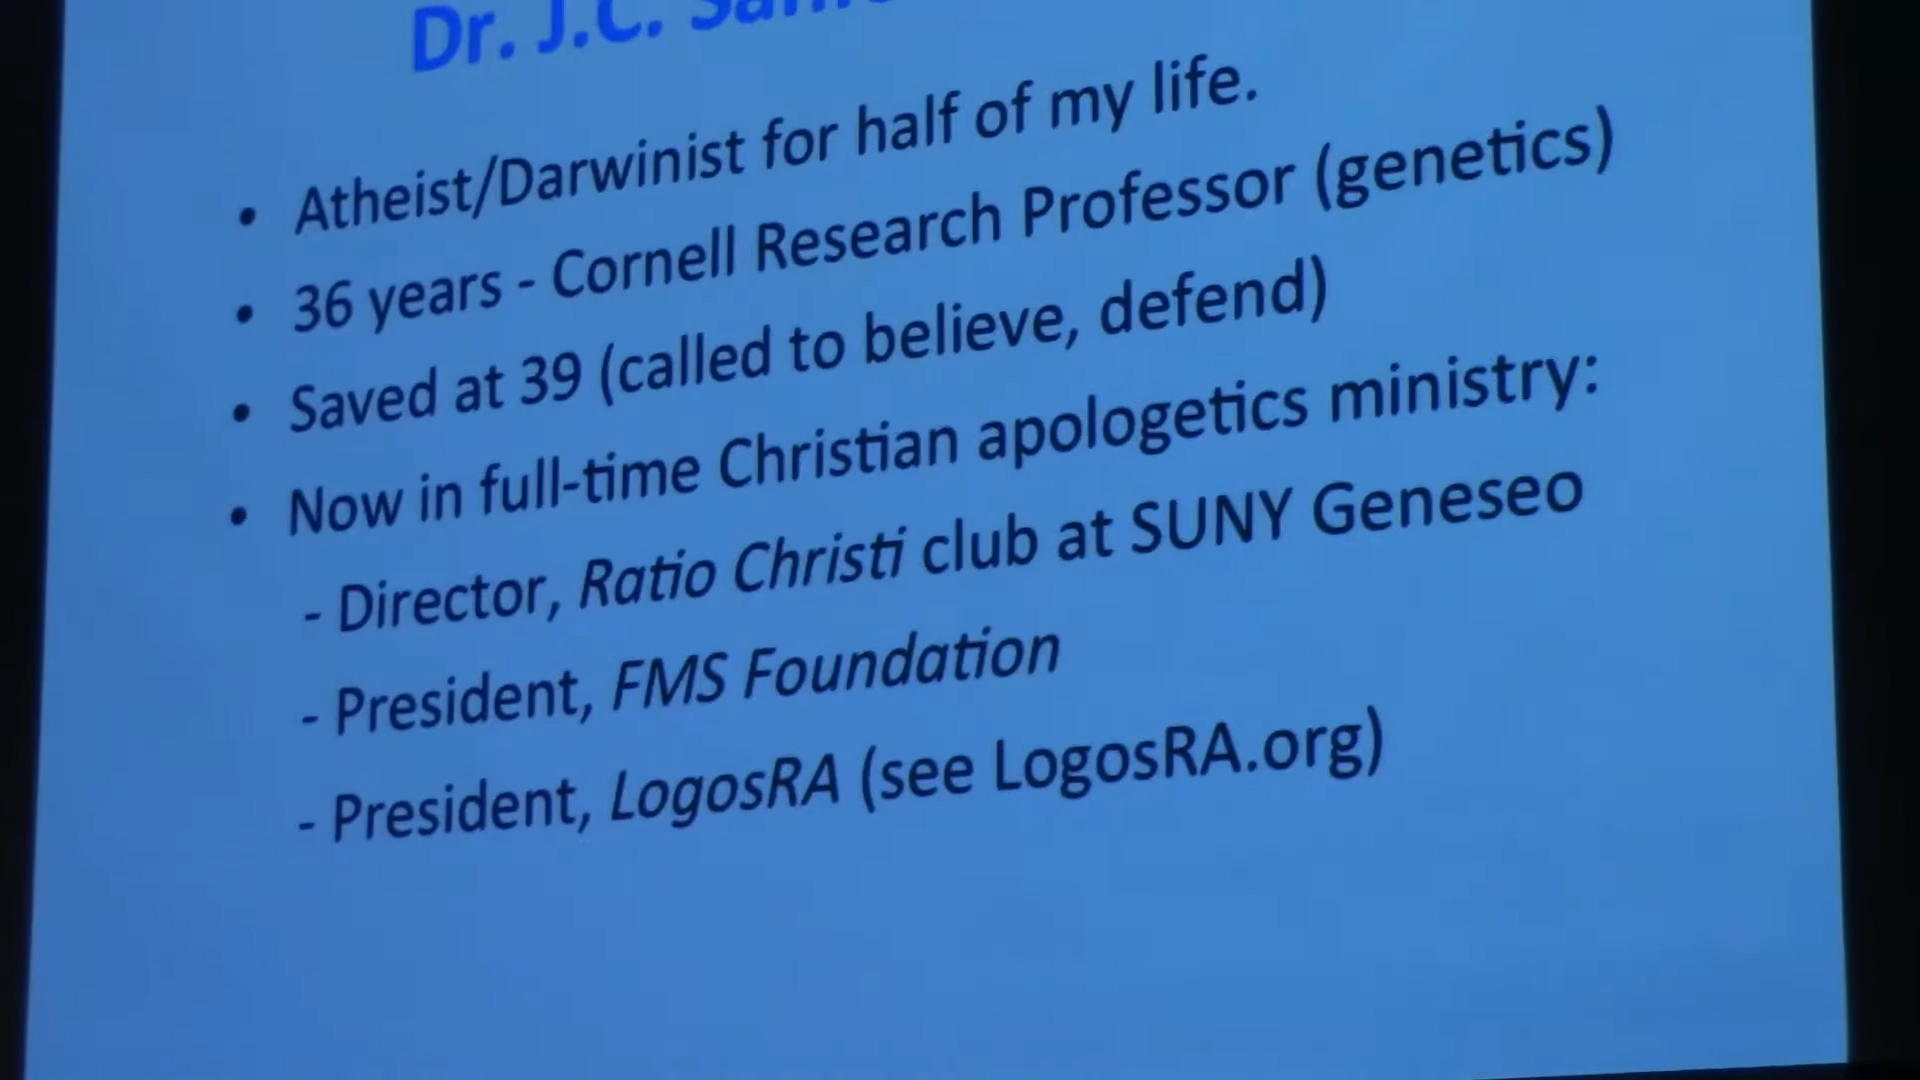 Dr. J.C.
• Atheist/Darwinist for half of my life.
• 36 years - Cornell Research Professor (genetics)
• Saved at 39 (called to believe, defend)
• Now in full-time Christian apologetics ministry:
- Director, Ratio Christi club at SUNY Geneseo
- President, FMS Foundation
- President, LogosRA (see LogosRA.org)